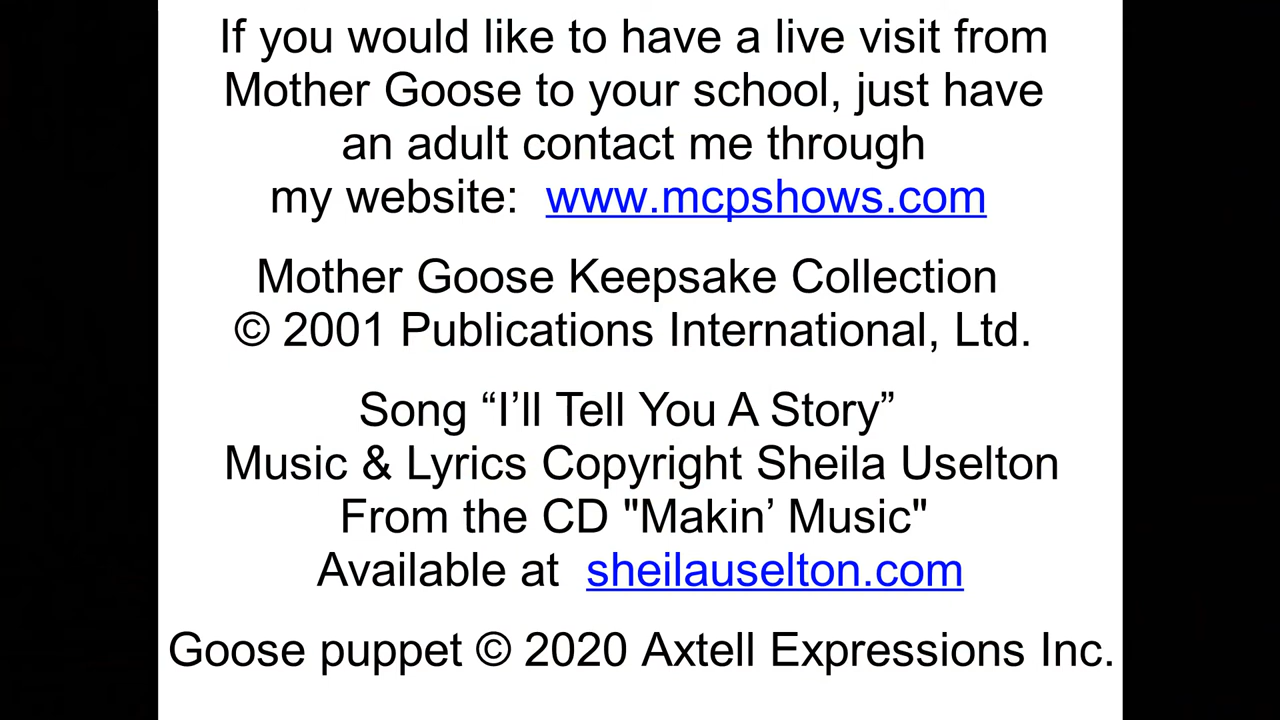 If you would like to have a live visit from
Mother Goose to your school, just have
an adult contact me through
my website:  www.mcpshows.com
Mother Goose Keepsake Collection
© 2001 Publications International, Ltd.
Song “I’ll Tell You A Story”
Music & Lyrics Copyright Sheila Uselton
From the CD "Makin’ Music"
Available at  sheilauselton.com
Goose puppet © 2020 Axtell Expressions Inc.